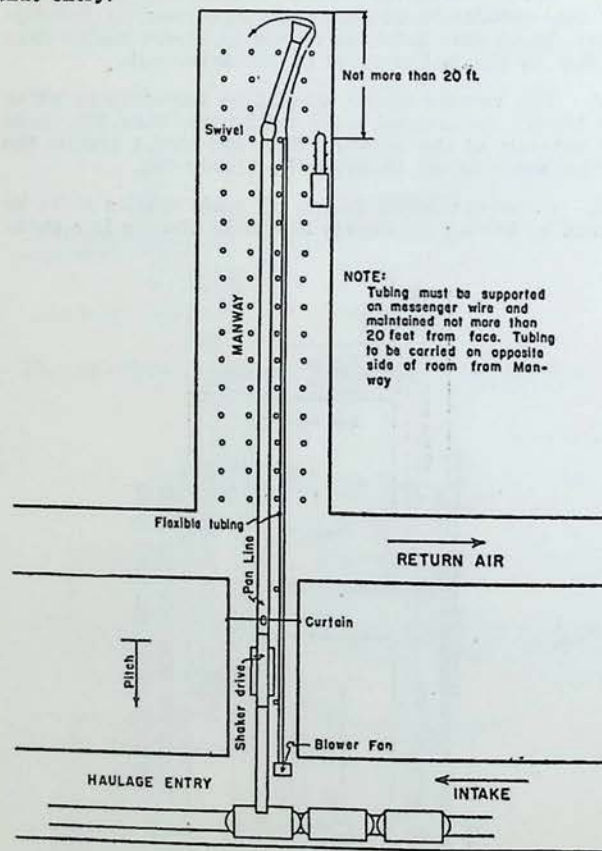 entry.
Not more than 20 ft.
Swivel
MANWAY
NOTE:
Tubing must be supported
on messenger wire and
maintained not more than
20 feet from face. Tubing
to be carried on opposite
side of room from Man-
way
Flexible tubing
Pan Line
RETURN AIR
Curtain
Pitch
Shaker drive
Blower Fan
HAULAGE ENTRY
INTAKE